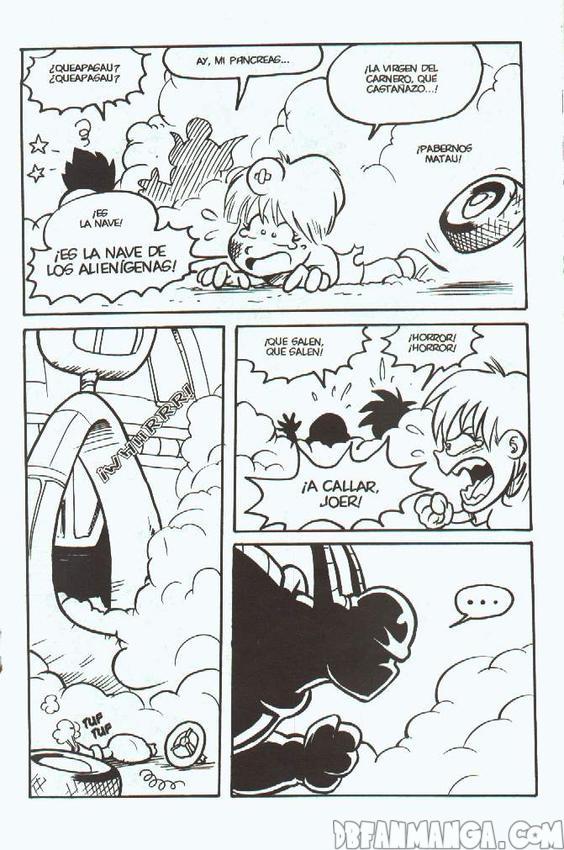 ¿QUEAPAGAU?
¿QUEAPAGAU?
AY, MI PANCREAS...
¡LA VIRGEN DEL
CARNERO, QUE
CASTAÑAZO...!
¡PABERNOS
MATAU!
¡ES
LA NAVE!
¡ES LA NAVE DE
LOS ALIENÍGENAS!
¡WHURRR!
TUF
TUF
¡QUE SALEN,
QUE SALEN!
¡HORROR!
¡HORROR!
¡A CALLAR,
JOER!
...
DBFANMANGA.COM